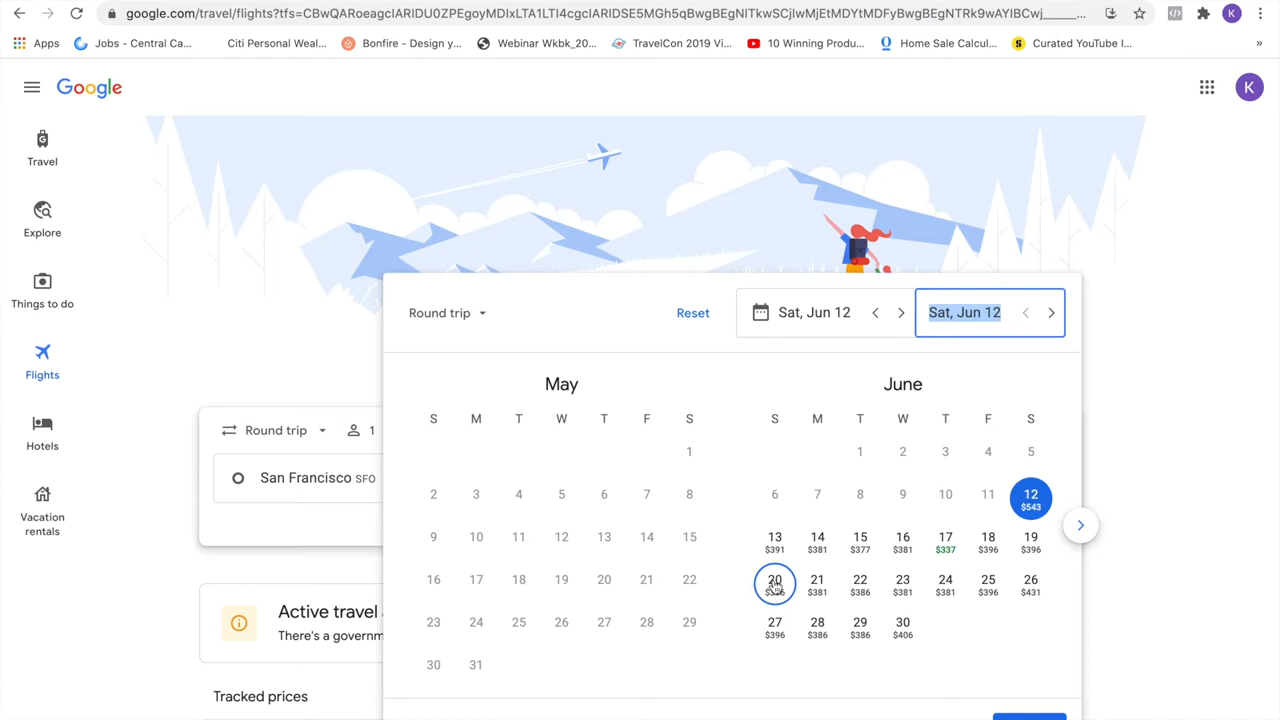 google.com/travel/flights?tfs=CBwQARoeagcIARIDU0ZPEgoyMDIxLTA1LTI4cgcIARIDSE5MGh5qBwgBEgNITkwSCjIwMjEtMDYtMDFyBwgBEgNTRk9wAYIBCwj______...
K
Apps
Jobs - Central Ca...
Citi Personal Weal...
Bonfire - Design y...
Webinar Wkbk_20...
TravelCon 2019 Vi...
10 Winning Produ...
Home Sale Calcul...
Curated YouTube I...
»
Google
K
Travel
Explore
Things to do
Flights
Hotels
Vacation
rentals
Round trip
Reset
Sat, Jun 12
Sat, Jun 12
May
June
S M T W T F S
S M T W T F S
1
1 2 3 4 5
2 3 4 5 6 7 8
6 7 8 9 10 11 12
$543
9 10 11 12 13 14 15
13 14 15 16 17 18 19
$391 $381 $377 $381 $337 $396 $396
16 17 18 19 20 21 22
20 21 22 23 24 25 26
$381 $386 $381 $381 $396 $431
23 24 25 26 27 28 29
27 28 29 30
$396 $386 $386 $406
30 31
Round trip
1
San Francisco SFO
Active travel a
There's a governm
Tracked prices